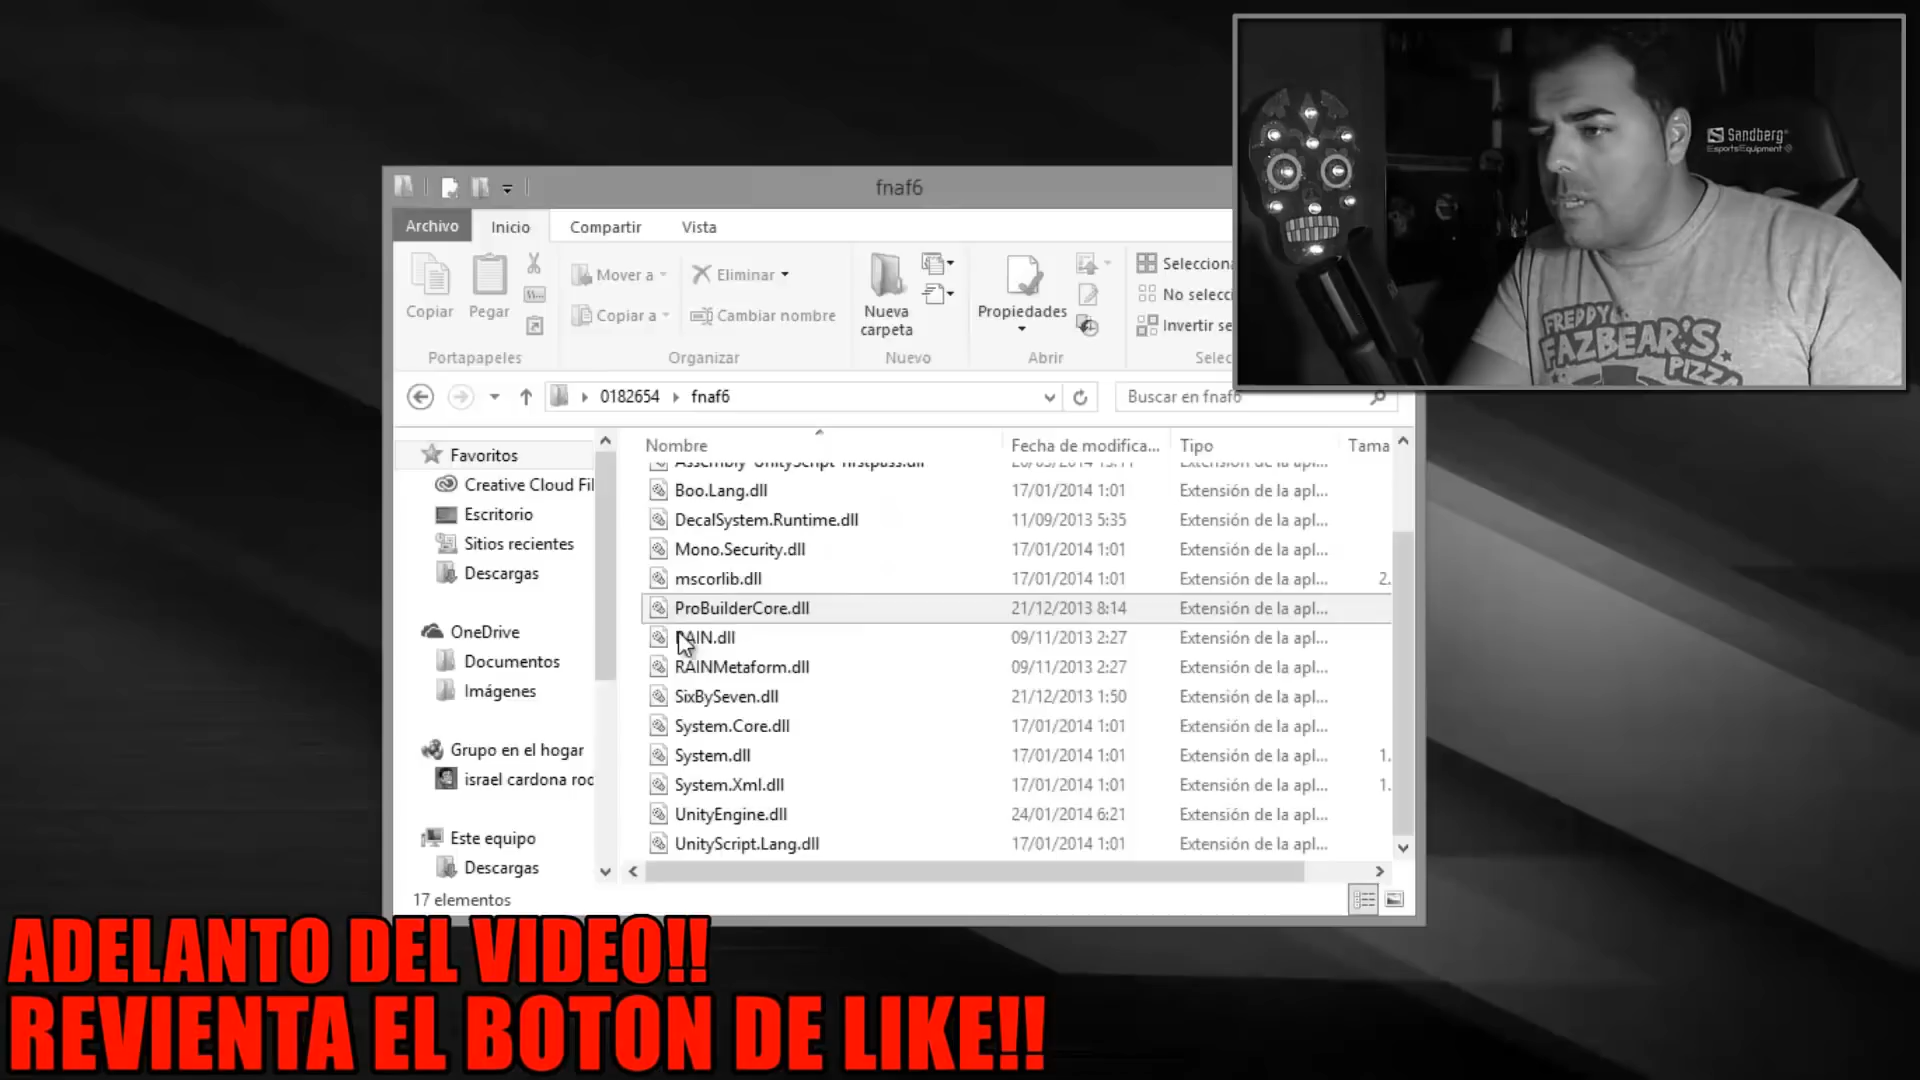 fnaf6
Archivo Inicio Compartir Vista
Copiar
Pegar
Mover a
Copiar a
Eliminar
Cambiar nombre
Nueva
carpeta
Propiedades
No selecc
Invertir se
Portapapeles Organizar Nuevo Abrir Selec
0182654 fnaf6 Buscar en fnaf6
Nombre Fecha de modifica... Tipo Tama
Boo.Lang.dll 17/01/2014 1:01 Extensión de la apl...
DecalSystem.Runtime.dll 11/09/2013 5:35 Extensión de la apl...
Mono.Security.dll 17/01/2014 1:01 Extensión de la apl...
mscorlib.dll 17/01/2014 1:01 Extensión de la apl... 2.
ProBuilderCore.dll 21/12/2013 8:14 Extensión de la apl...
RAIN.dll 09/11/2013 2:27 Extensión de la apl...
RAINMetaform.dll 09/11/2013 2:27 Extensión de la apl...
SixBySeven.dll 21/12/2013 1:50 Extensión de la apl...
System.Core.dll 17/01/2014 1:01 Extensión de la apl...
System.dll 17/01/2014 1:01 Extensión de la apl... 1.
System.Xml.dll 17/01/2014 1:01 Extensión de la apl... 1.
UnityEngine.dll 24/01/2014 6:21 Extensión de la apl...
UnityScript.Lang.dll 17/01/2014 1:01 Extensión de la apl...
Favoritos
Creative Cloud Fil
Escritorio
Sitios recientes
Descargas
OneDrive
Documentos
Imágenes
Grupo en el hogar
israel cardona roc
Este equipo
Descargas
17 elementos
Sandberg
EsportsEquipment
FREDDY
FAZBEAR'S
PIZZ
ADELANTO DEL VIDEO!!
REVIENTA EL BOTON DE LIKE!!